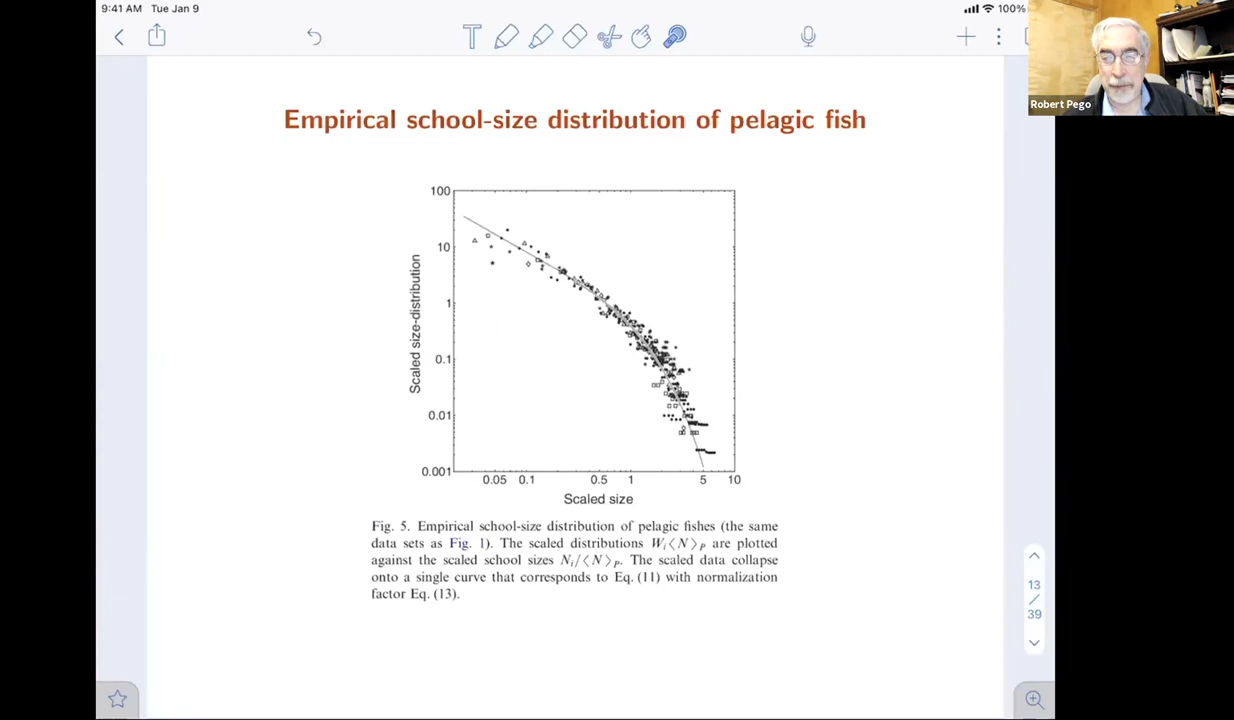 9:41 AM Tue Jan 9
100%
T
Robert Pego
Empirical school-size distribution of pelagic fish
100
10
1
0.1
0.01
0.001
Scaled size-distribution
0.05 0.1 0.5 1 5 10
Scaled size
Fig. 5. Empirical school-size distribution of pelagic fishes (the same
data sets as Fig. 1). The scaled distributions Wᵢ⟨N⟩_P are plotted
against the scaled school sizes Nᵢ/⟨N⟩_P. The scaled data collapse
onto a single curve that corresponds to Eq. (11) with normalization
factor Eq. (13).
13
/
39